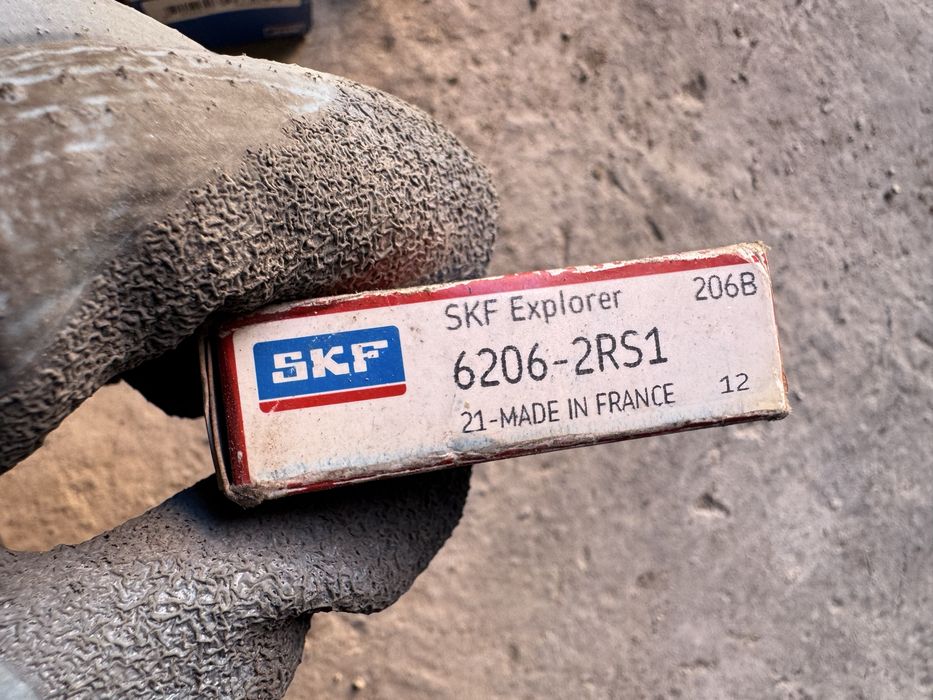 SKF
SKF Explorer 206B
6206-2RS1
21-MADE IN FRANCE 12